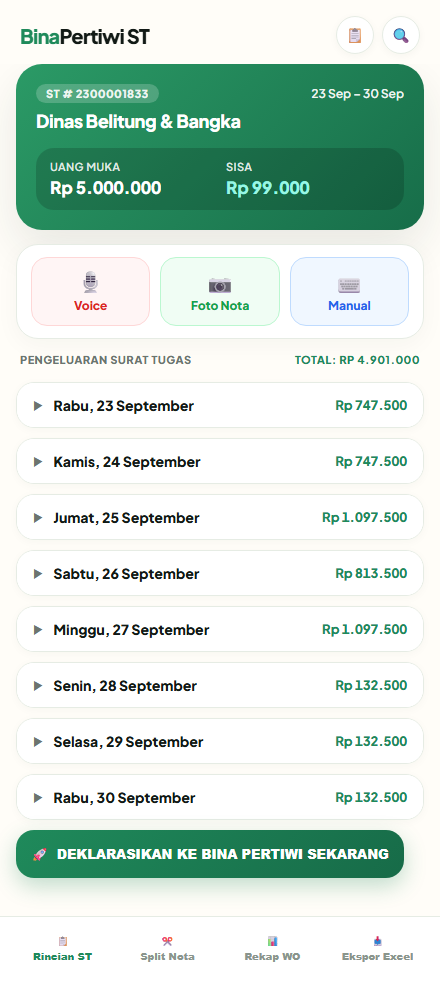 BinaPertiwi ST
ST # 2300001833
23 Sep – 30 Sep
Dinas Belitung & Bangka
UANG MUKA
SISA
Rp 5.000.000
Rp 99.000
Voice
Foto Nota
Manual
PENGELUARAN SURAT TUGAS
TOTAL: RP 4.901.000
Rabu, 23 September
Rp 747.500
Kamis, 24 September
Rp 747.500
Jumat, 25 September
Rp 1.097.500
Sabtu, 26 September
Rp 813.500
Minggu, 27 September
Rp 1.097.500
Senin, 28 September
Rp 132.500
Selasa, 29 September
Rp 132.500
Rabu, 30 September
Rp 132.500
DEKLARASIKAN KE BINA PERTIWI SEKARANG
Rincian ST
Split Nota
Rekap WO
Ekspor Excel